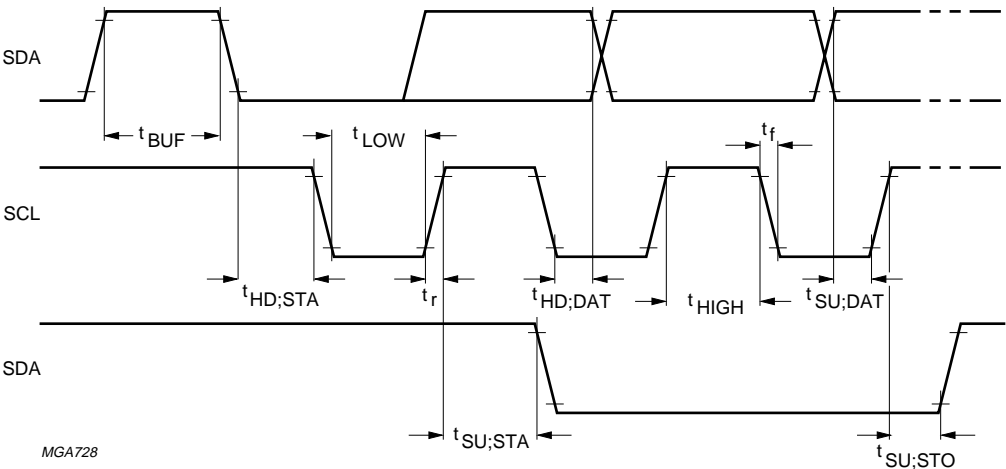 SDA
t BUF
t LOW
t f
SCL
t HD;STA
t r
t HD;DAT
t HIGH
t SU;DAT
SDA
t SU;STA
t SU;STO
MGA728